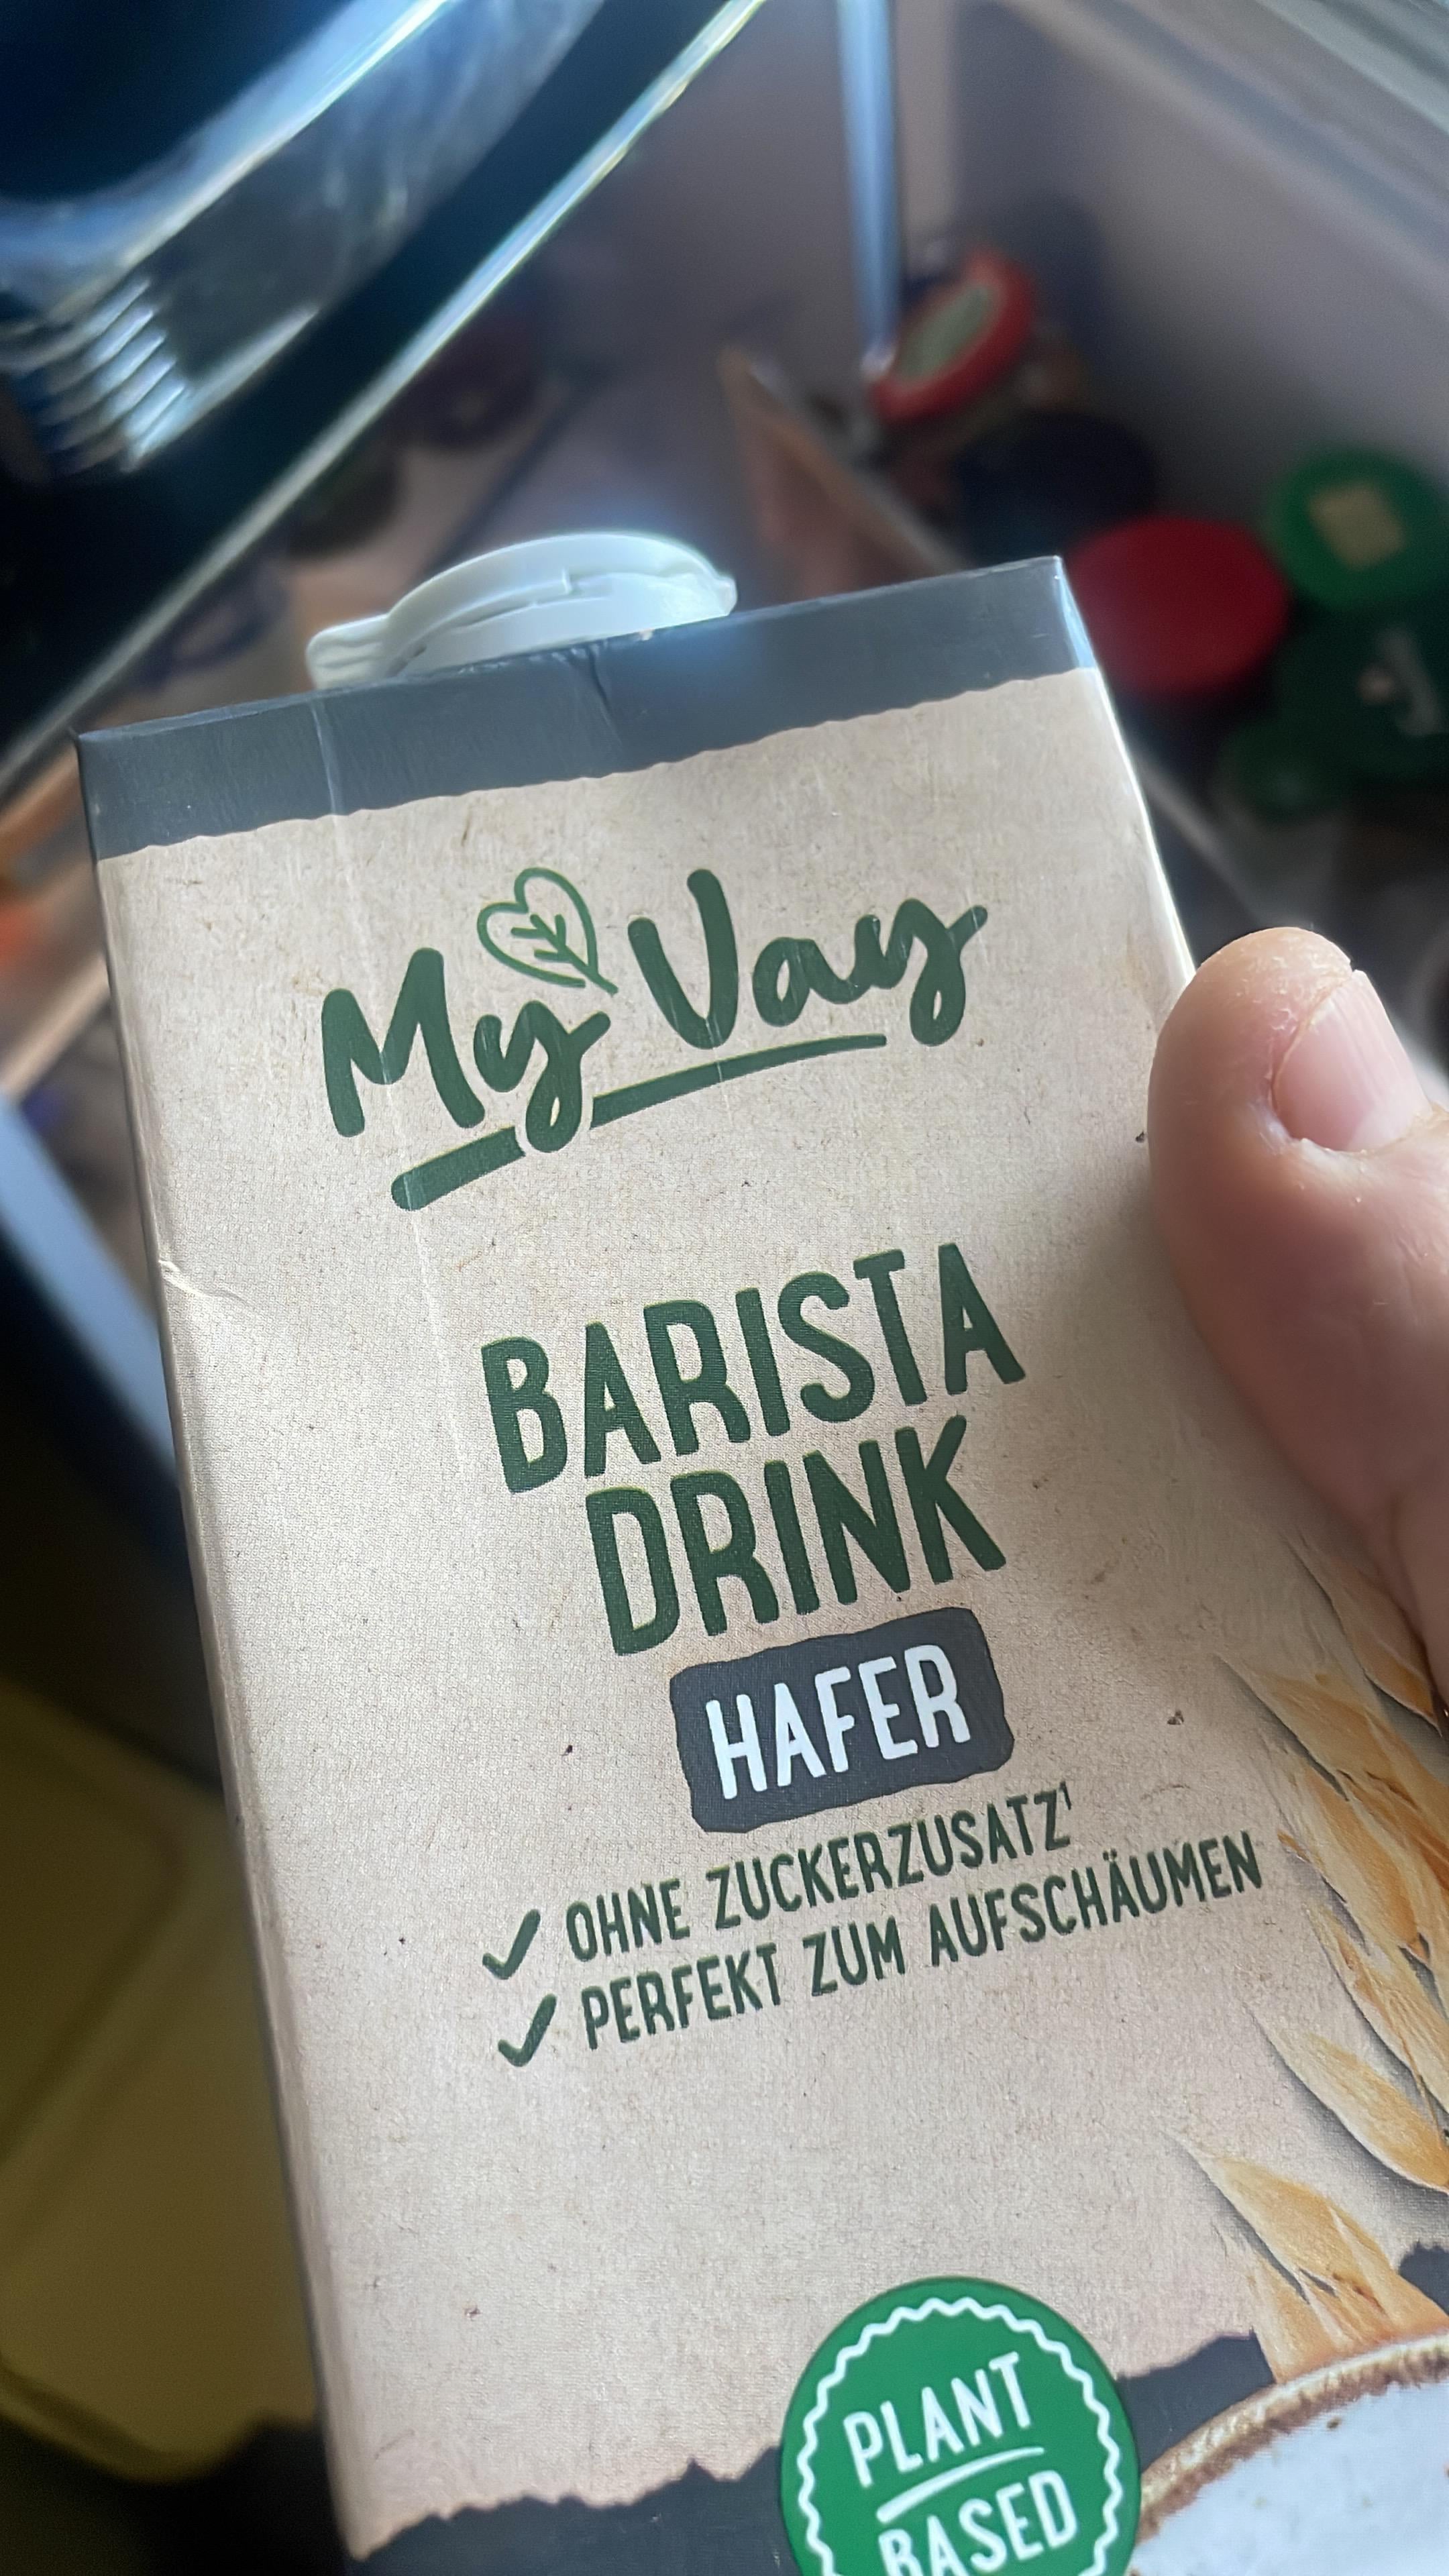 My Vay
BARISTA
DRINK
HAFER
✓ OHNE ZUCKERZUSATZ¹
✓ PERFEKT ZUM AUFSCHÄUMEN
PLANT
BASED